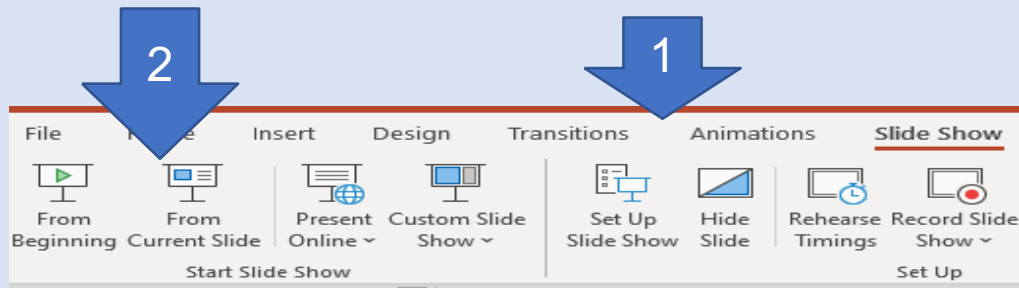 2
1
File Insert Design Transitions Animations Slide Show
From Beginning
From Current Slide
Present Online
Custom Slide Show
Set Up Slide Show
Hide Slide
Rehearse Timings
Record Slide Show
Start Slide Show
Set Up